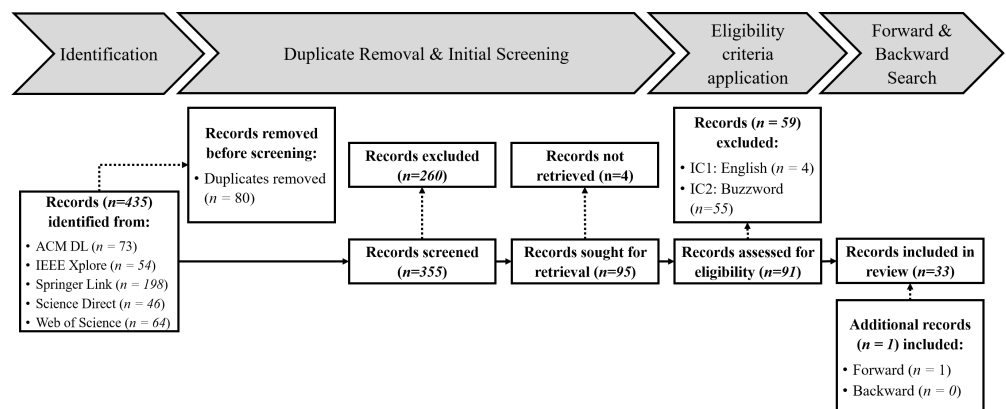 Identification
Duplicate Removal & Initial Screening
Eligibility
criteria
application
Forward &
Backward
Search
Records removed
before screening:
• Duplicates removed
(n = 80)
Records excluded
(n=260)
Records not
retrieved (n=4)
Records (n = 59)
excluded:
• IC1: English (n = 4)
• IC2: Buzzword
(n=55)
Records (n=435)
identified from:
• ACM DL (n = 73)
• IEEE Xplore (n = 54)
• Springer Link (n = 198)
• Science Direct (n = 46)
• Web of Science (n = 64)
Records screened
(n=355)
Records sought for
retrieval (n=95)
Records assessed for
eligibility (n=91)
Records included in
review (n=33)
Additional records
(n = 1) included:
• Forward (n = 1)
• Backward (n = 0)